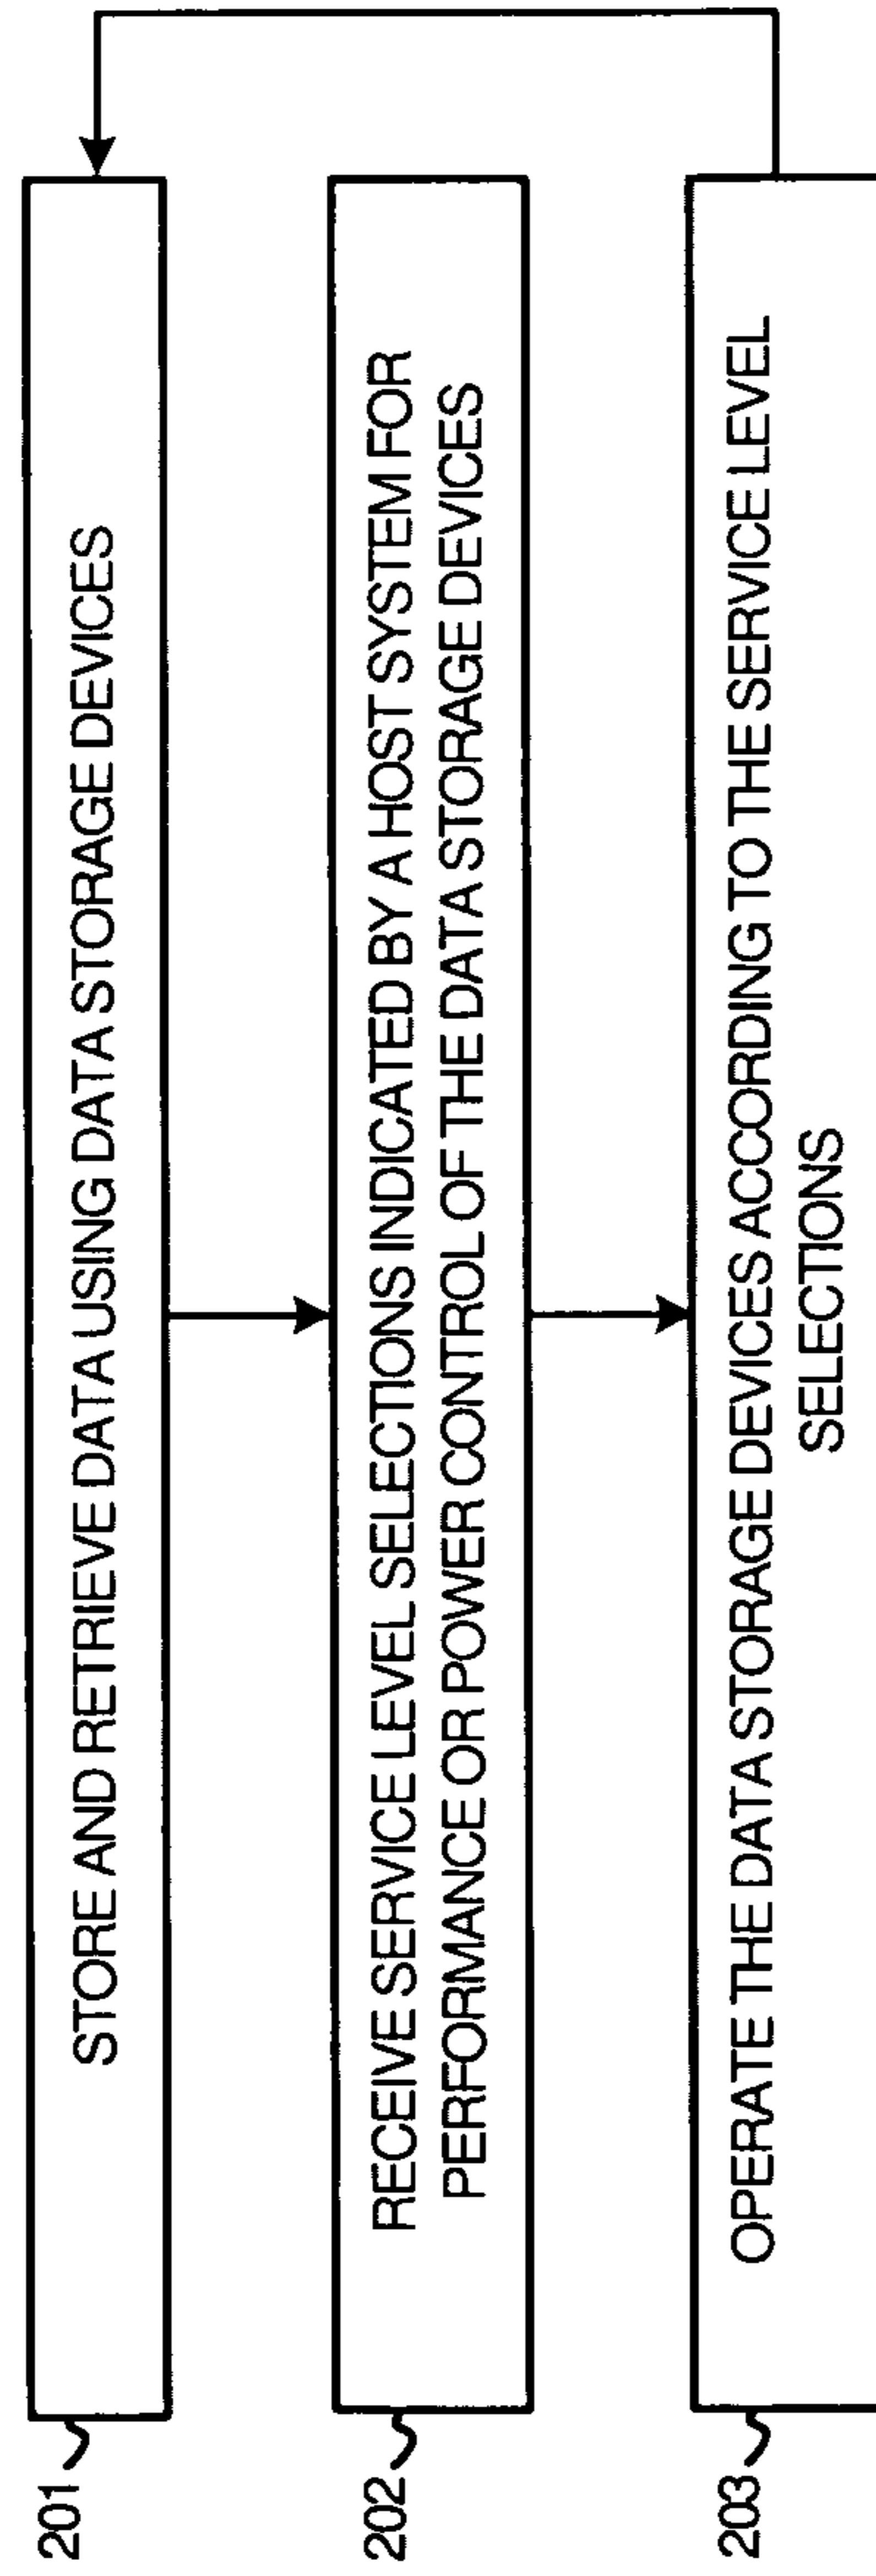 201
STORE AND RETRIEVE DATA USING DATA STORAGE DEVICES
202
RECEIVE SERVICE LEVEL SELECTIONS INDICATED BY A HOST SYSTEM FOR
PERFORMANCE OR POWER CONTROL OF THE DATA STORAGE DEVICES
203
OPERATE THE DATA STORAGE DEVICES ACCORDING TO THE SERVICE LEVEL
SELECTIONS